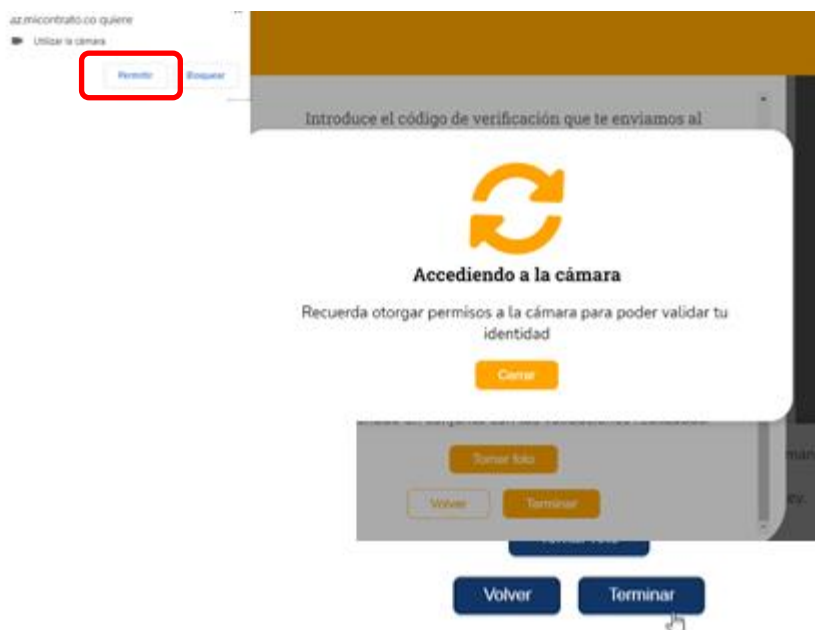 az.micontrato.co quiere
Utilizar la cámara
Permitir
Bloquear
Introduce el código de verificación que te enviamos al
Accediendo a la cámara
Recuerda otorgar permisos a la cámara para poder validar tu
identidad
Cerrar
Tomar foto
Volver
Terminar
Volver
Terminar